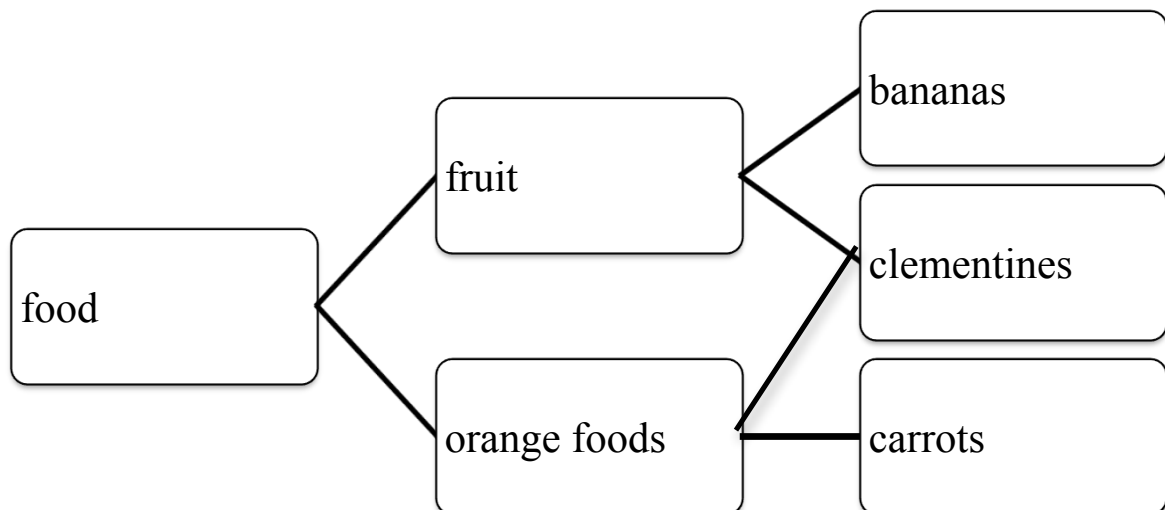 food
fruit
orange foods
bananas
clementines
carrots